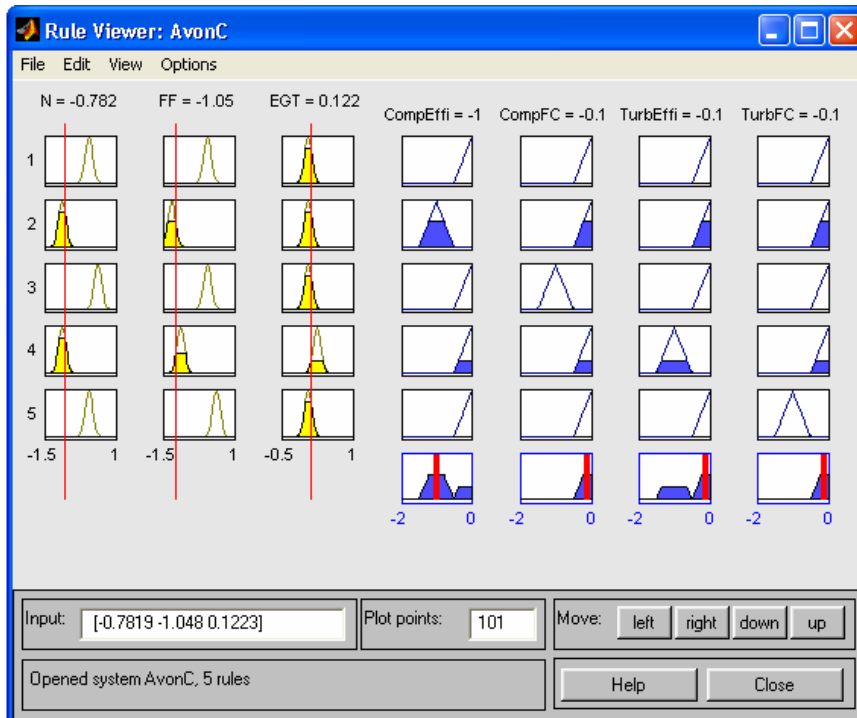 Rule Viewer: AvonC
File Edit View Options
N = -0.782 FF = -1.05 EGT = 0.122 CompEffi = -1 CompFC = -0.1 TurbEffi = -0.1 TurbFC = -0.1
1
2
3
4
5
-1.5 1 -1.5 1 -0.5 1
-2 0 -2 0 -2 0 -2 0
Input: [-0.7819 -1.048 0.1223] Plot points: 101 Move: left right down up
Opened system AvonC, 5 rules Help Close